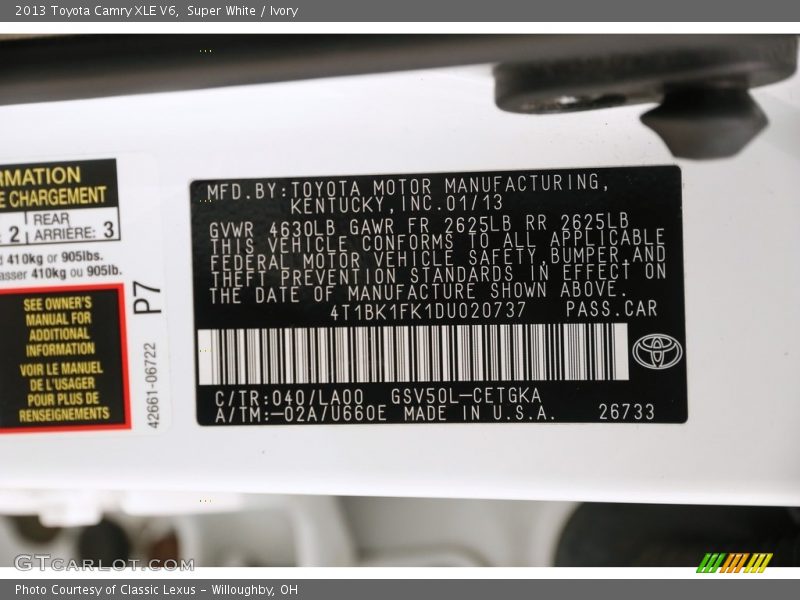 2013 Toyota Camry XLE V6, Super White / Ivory
RMATION
E CHARGEMENT
2 REAR ARRIÈRE: 3
410kg or 905lbs.
asser 410kg ou 905lb.
SEE OWNER'S
MANUAL FOR
ADDITIONAL
INFORMATION
VOIR LE MANUEL
DE L'USAGER
POUR PLUS DE
RENSEIGNEMENTS
P7
42661-06722
MFD.BY:TOYOTA MOTOR MANUFACTURING,
KENTUCKY,INC.01/13
GVWR 4630LB GAWR FR 2625LB RR 2625LB
THIS VEHICLE CONFORMS TO ALL APPLICABLE
FEDERAL MOTOR VEHICLE SAFETY,BUMPER,AND
THEFT PREVENTION STANDARDS IN EFFECT ON
THE DATE OF MANUFACTURE SHOWN ABOVE.
4T1BK1FK1DU020737 PASS.CAR
C/TR:040/LA00 GSV50L-CETGKA
A/TM:-02A/U660E MADE IN U.S.A. 26733
GTCARLOT.COM
Photo Courtesy of Classic Lexus - Willoughby, OH